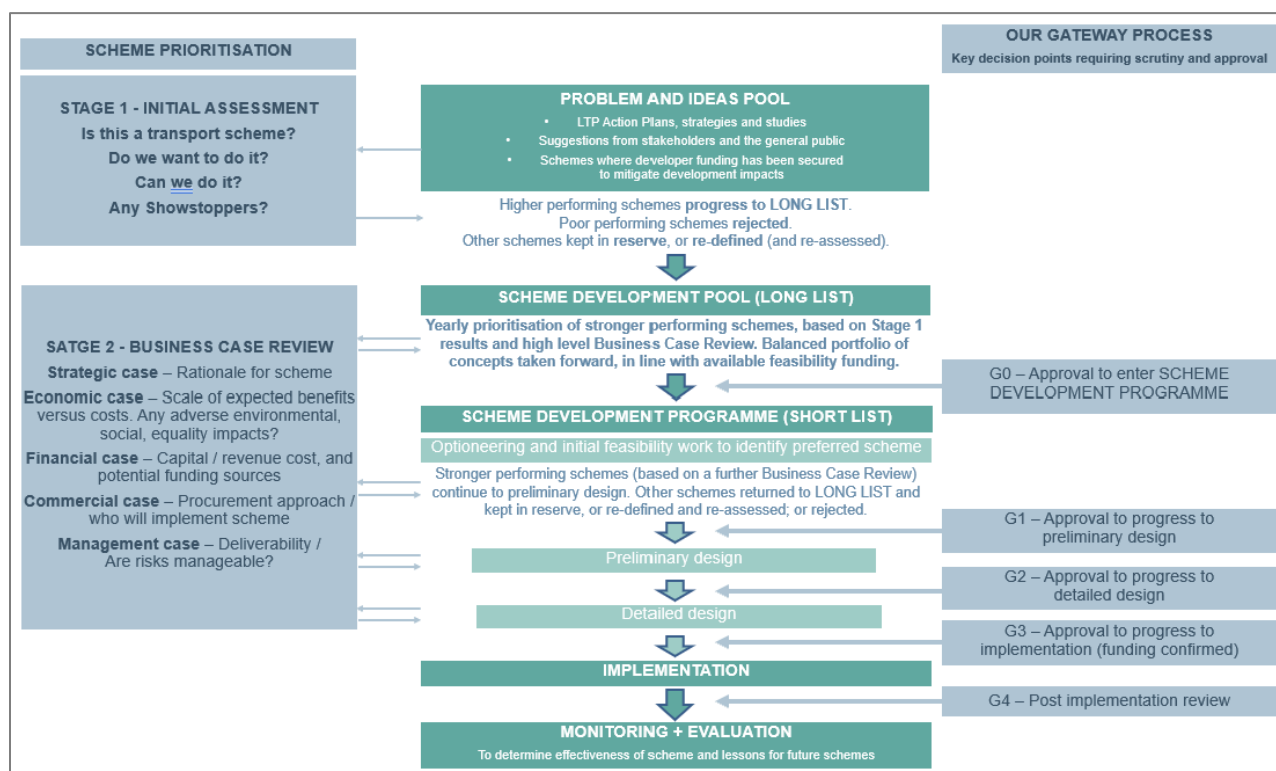 SCHEME PRIORITISATION
STAGE 1 - INITIAL ASSESSMENT
Is this a transport scheme?
Do we want to do it?
Can we do it?
Any Showstoppers?
SATGE 2 - BUSINESS CASE REVIEW
Strategic case – Rationale for scheme
Economic case – Scale of expected benefits
versus costs. Any adverse environmental,
social, equality impacts?
Financial case – Capital / revenue cost, and
potential funding sources
Commercial case – Procurement approach /
who will implement scheme
Management case – Deliverability /
Are risks manageable?
PROBLEM AND IDEAS POOL
• LTP Action Plans, strategies and studies
• Suggestions from stakeholders and the general public
• Schemes where developer funding has been secured
to mitigate development impacts
Higher performing schemes progress to LONG LIST.
Poor performing schemes rejected.
Other schemes kept in reserve, or re-defined (and re-assessed).
SCHEME DEVELOPMENT POOL (LONG LIST)
Yearly prioritisation of stronger performing schemes, based on Stage 1
results and high level Business Case Review. Balanced portfolio of
concepts taken forward, in line with available feasibility funding.
SCHEME DEVELOPMENT PROGRAMME (SHORT LIST)
Optioneering and initial feasibility work to identify preferred scheme
Stronger performing schemes (based on a further Business Case Review)
continue to preliminary design. Other schemes returned to LONG LIST and
kept in reserve, or re-defined and re-assessed; or rejected.
Preliminary design
Detailed design
IMPLEMENTATION
MONITORING + EVALUATION
To determine effectiveness of scheme and lessons for future schemes
OUR GATEWAY PROCESS
Key decision points requiring scrutiny and approval
G0 – Approval to enter SCHEME
DEVELOPMENT PROGRAMME
G1 – Approval to progress to
preliminary design
G2 – Approval to progress to
detailed design
G3 – Approval to progress to
implementation (funding confirmed)
G4 – Post implementation review